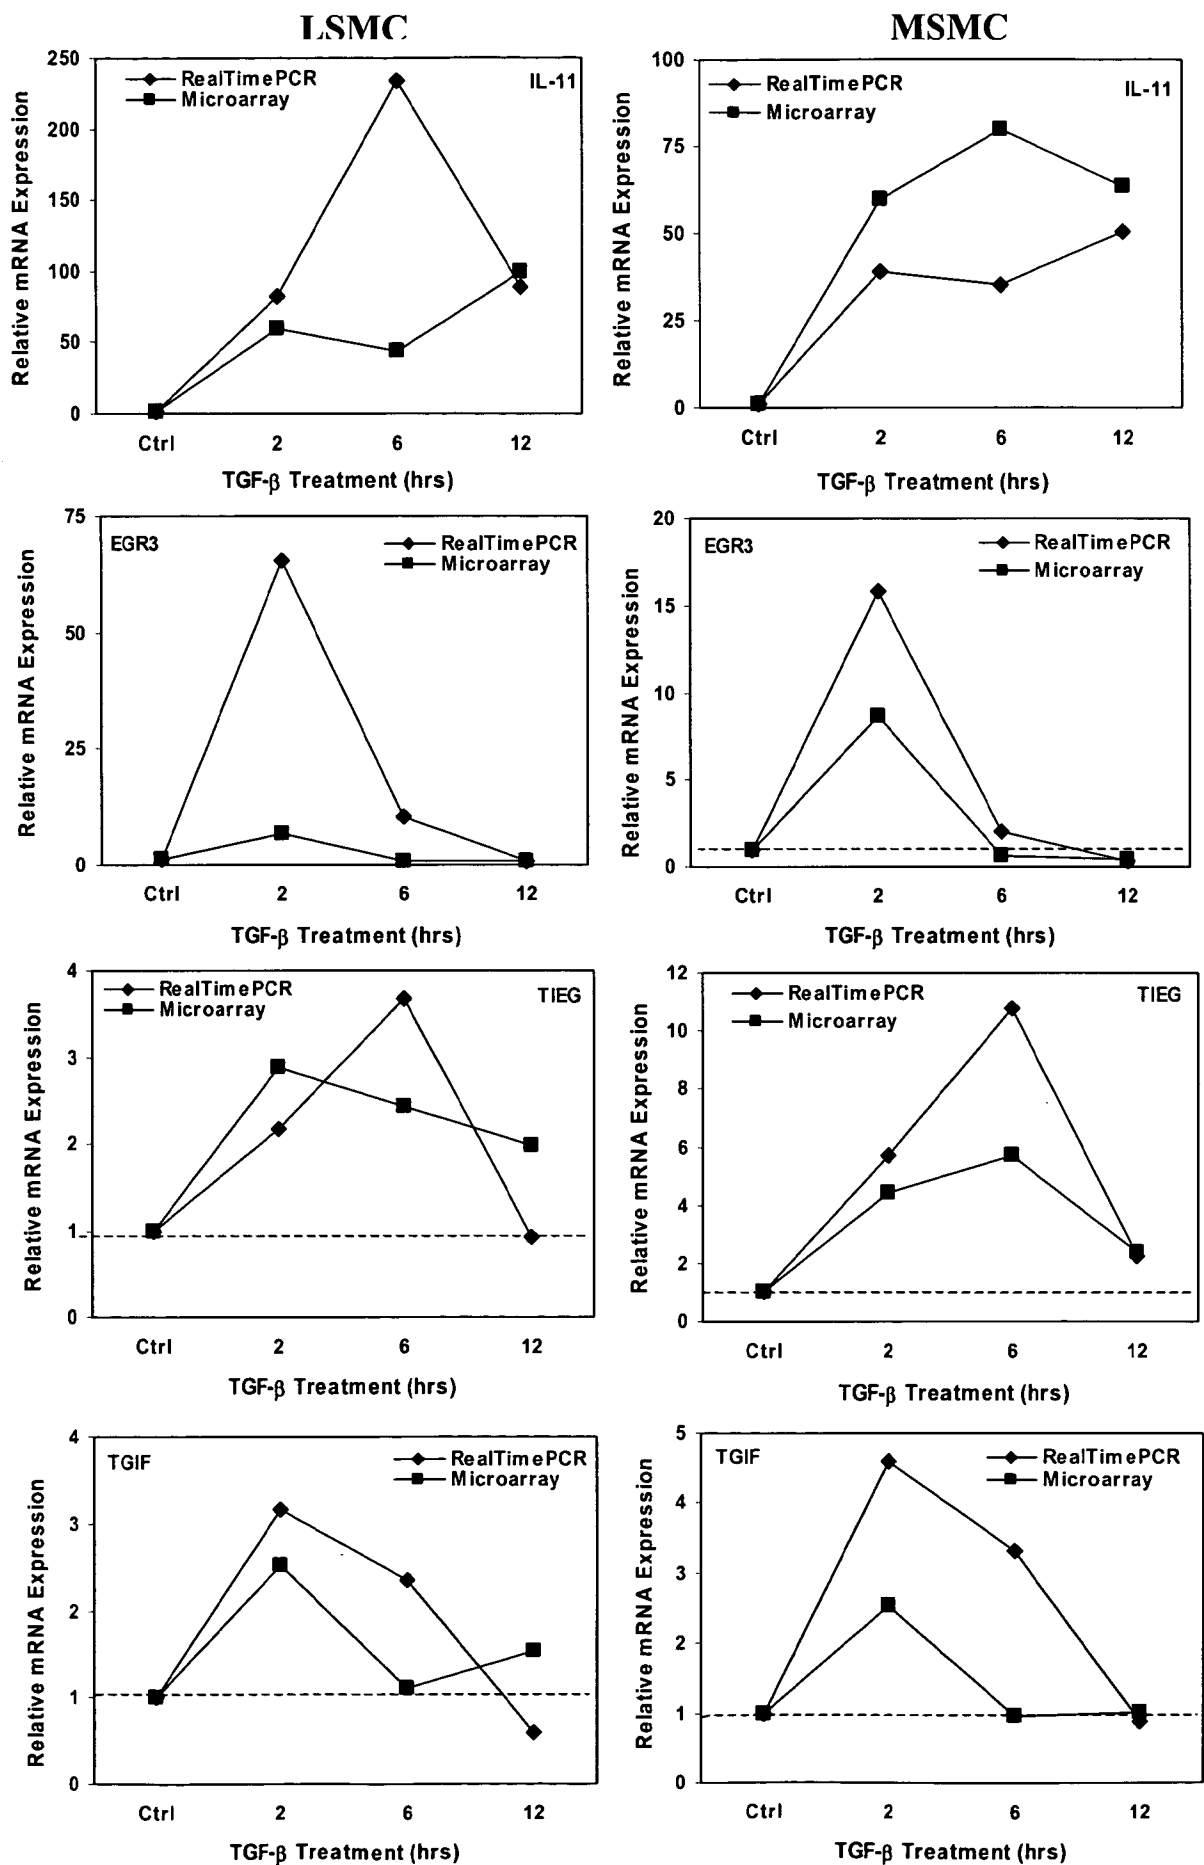 LSMC
MSMC
250
200
150
100
50
0
Relative mRNA Expression
RealTimePCR
Microarray
IL-11
Ctrl 2 6 12
TGF-β Treatment (hrs)
100
75
50
25
0
Relative mRNA Expression
RealTimePCR
Microarray
IL-11
Ctrl 2 6 12
TGF-β Treatment (hrs)
75
50
25
0
Relative mRNA Expression
EGR3
RealTimePCR
Microarray
Ctrl 2 6 12
TGF-β Treatment (hrs)
20
15
10
5
0
Relative mRNA Expression
EGR3
RealTimePCR
Microarray
Ctrl 2 6 12
TGF-β Treatment (hrs)
4
3
2
1
0
Relative mRNA Expression
RealTimePCR
Microarray
TIEG
Ctrl 2 6 12
TGF-β Treatment (hrs)
12
10
8
6
4
2
0
Relative mRNA Expression
RealTimePCR
Microarray
TIEG
Ctrl 2 6 12
TGF-β Treatment (hrs)
4
3
2
1
0
Relative mRNA Expression
TGIF
RealTimePCR
Microarray
Ctrl 2 6 12
TGF-β Treatment (hrs)
5
4
3
2
1
0
Relative mRNA Expression
TGIF
RealTimePCR
Microarray
Ctrl 2 6 12
TGF-β Treatment (hrs)